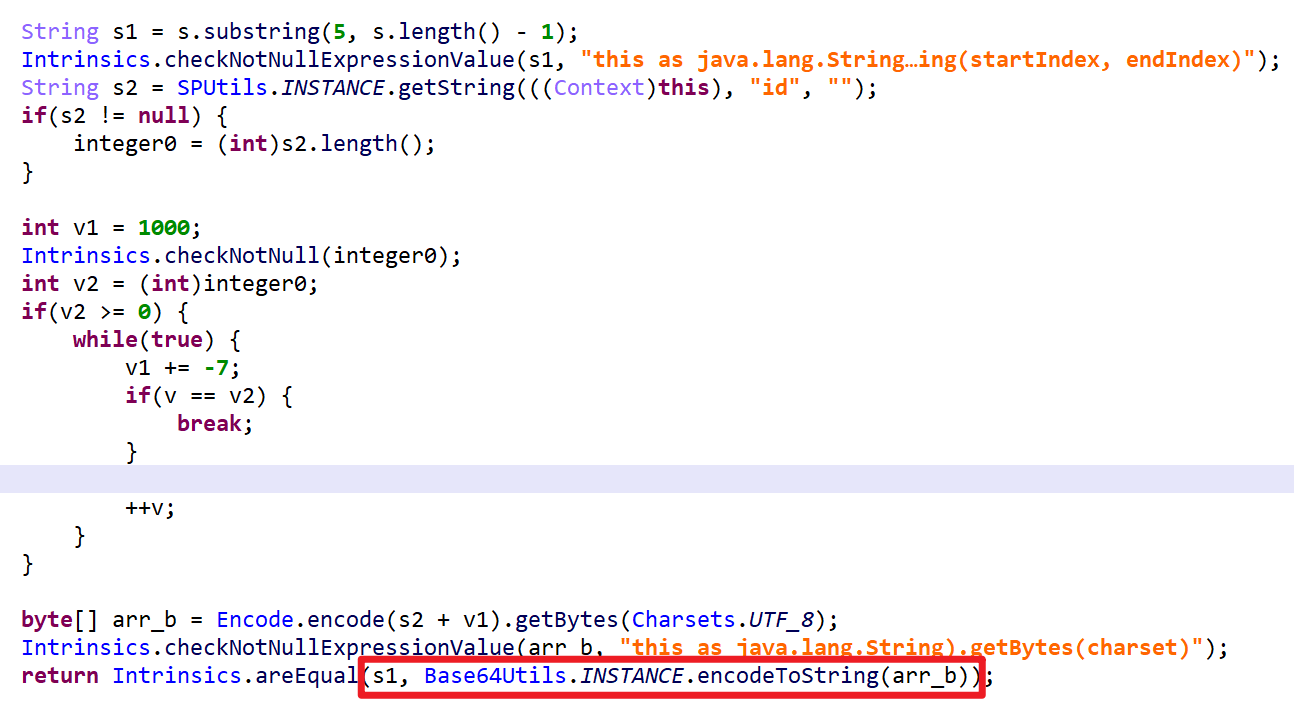 String s1 = s.substring(5, s.length() - 1);
Intrinsics.checkNotNullExpressionValue(s1, "this as java.lang.String…ing(startIndex, endIndex)");
String s2 = SPUtils.INSTANCE.getString(((Context)this), "id", "");
if(s2 != null) {
    integer0 = (int)s2.length();
}

int v1 = 1000;
Intrinsics.checkNotNull(integer0);
int v2 = (int)integer0;
if(v2 >= 0) {
    while(true) {
        v1 += -7;
        if(v == v2) {
            break;
        }

        ++v;
    }
}

byte[] arr_b = Encode.encode(s2 + v1).getBytes(Charsets.UTF_8);
Intrinsics.checkNotNullExpressionValue(arr_b, "this as java.lang.String).getBytes(charset)");
return Intrinsics.areEqual(s1, Base64Utils.INSTANCE.encodeToString(arr_b));